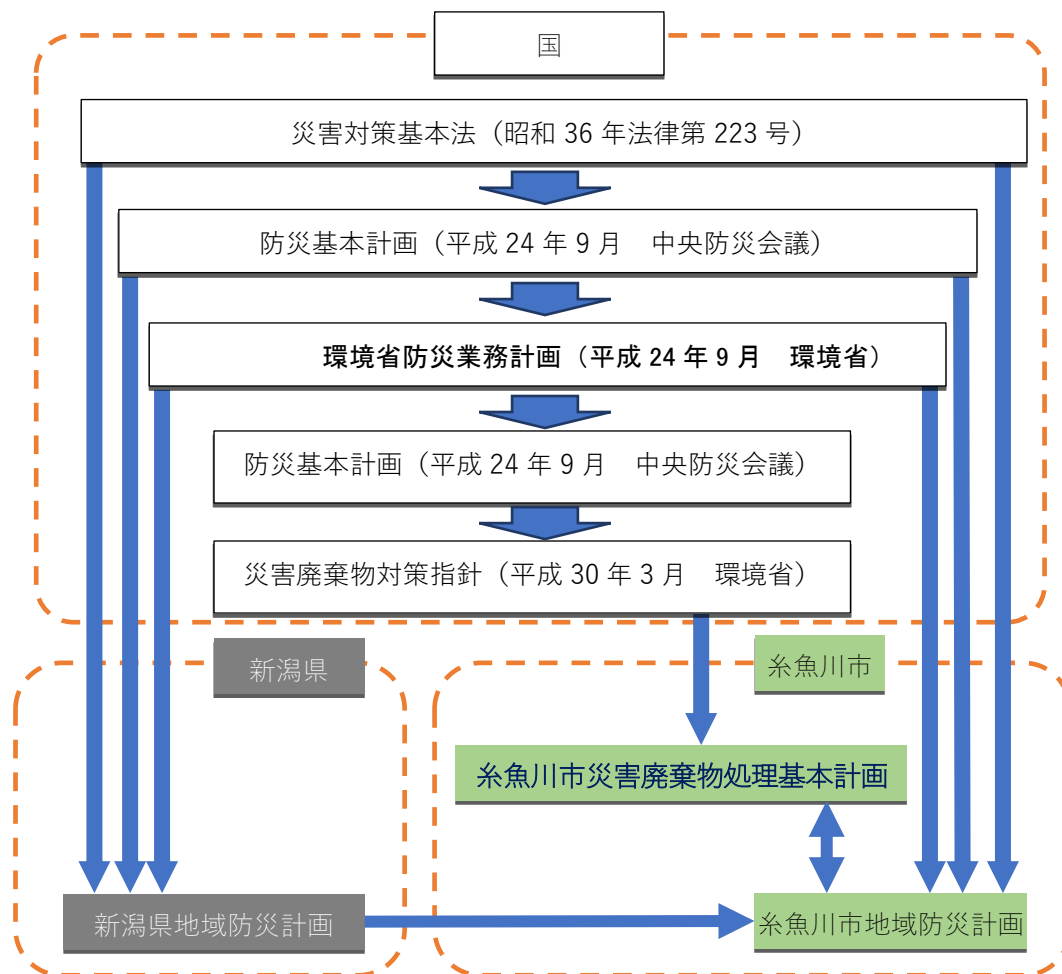 国
災害対策基本法（昭和 36 年法律第 223 号）
防災基本計画（平成 24 年 9 月　中央防災会議）
環境省防災業務計画（平成 24 年 9 月　環境省）
防災基本計画（平成 24 年 9 月　中央防災会議）
災害廃棄物対策指針（平成 30 年 3 月　環境省）
新潟県
糸魚川市
糸魚川市災害廃棄物処理基本計画
新潟県地域防災計画
糸魚川市地域防災計画